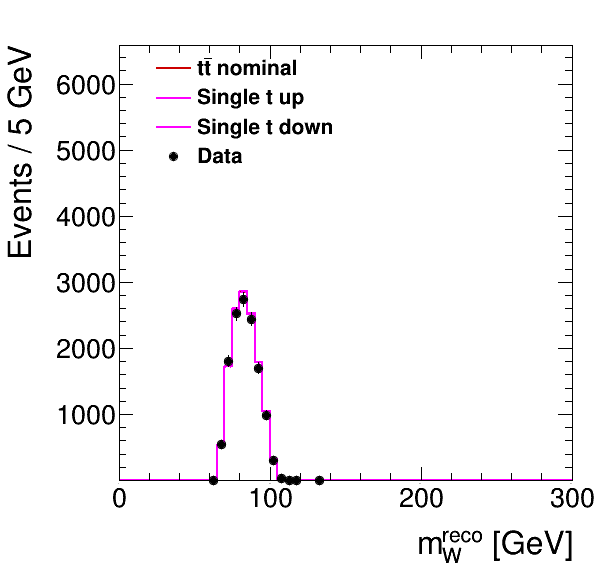 Events / 5 GeV
6000
5000
4000
3000
2000
1000
tt̄ nominal
Single t up
Single t down
Data
0 100 200 300
m_W^reco [GeV]